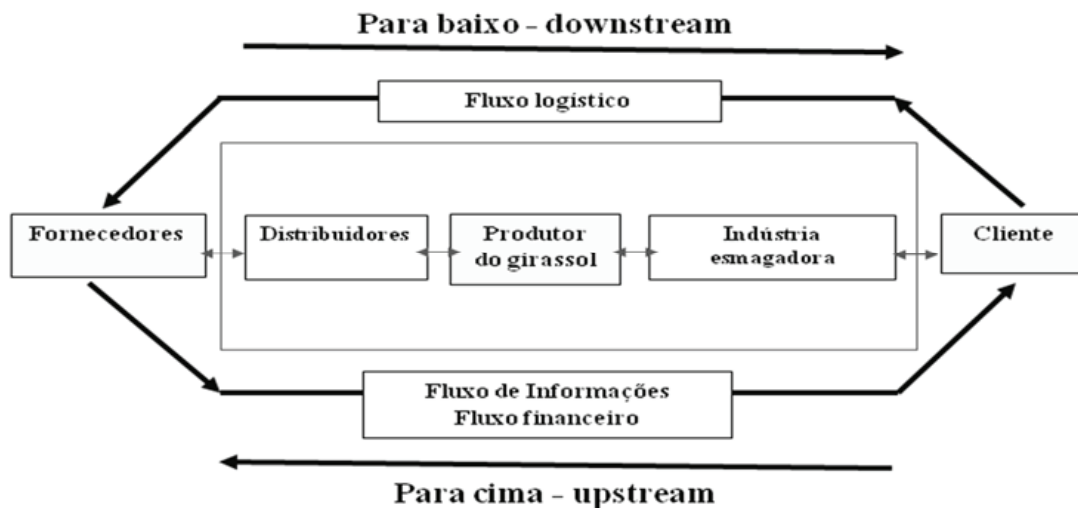 Para baixo - downstream
Fluxo logístico
Fornecedores
Distribuidores
Produtor
do girassol
Indústria
esmagadora
Cliente
Fluxo de Informações
Fluxo financeiro
Para cima - upstream